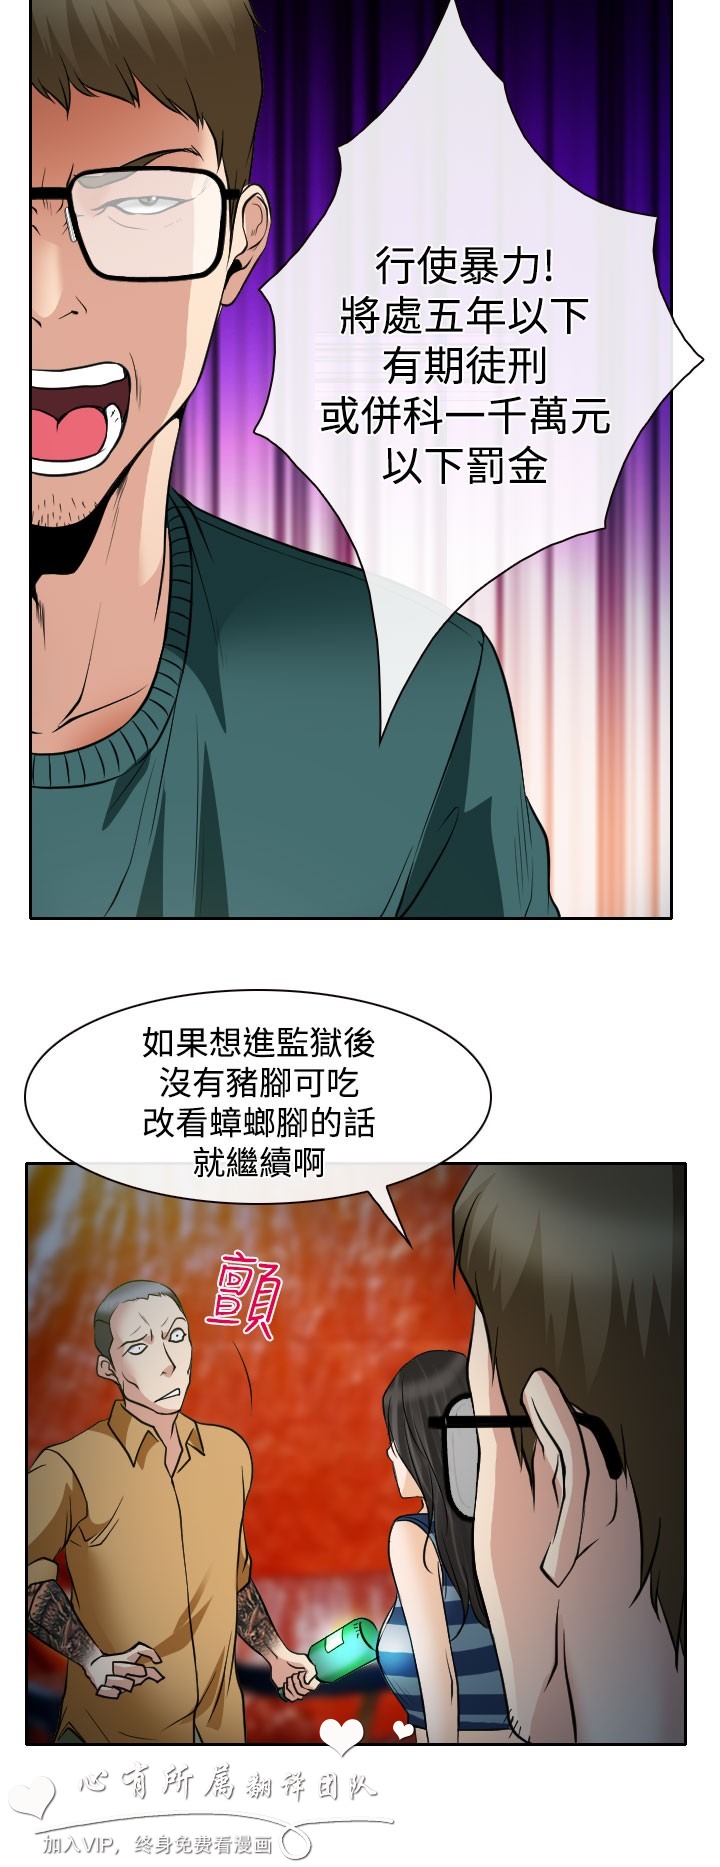 行使暴力!
將處五年以下
有期徒刑
或併科一千萬元
以下罰金
如果想進監獄後
沒有豬腳可吃
改看蟑螂腳的話
就繼續啊
顫
心有所属翻译团队
加入VIP，终身免费看漫画